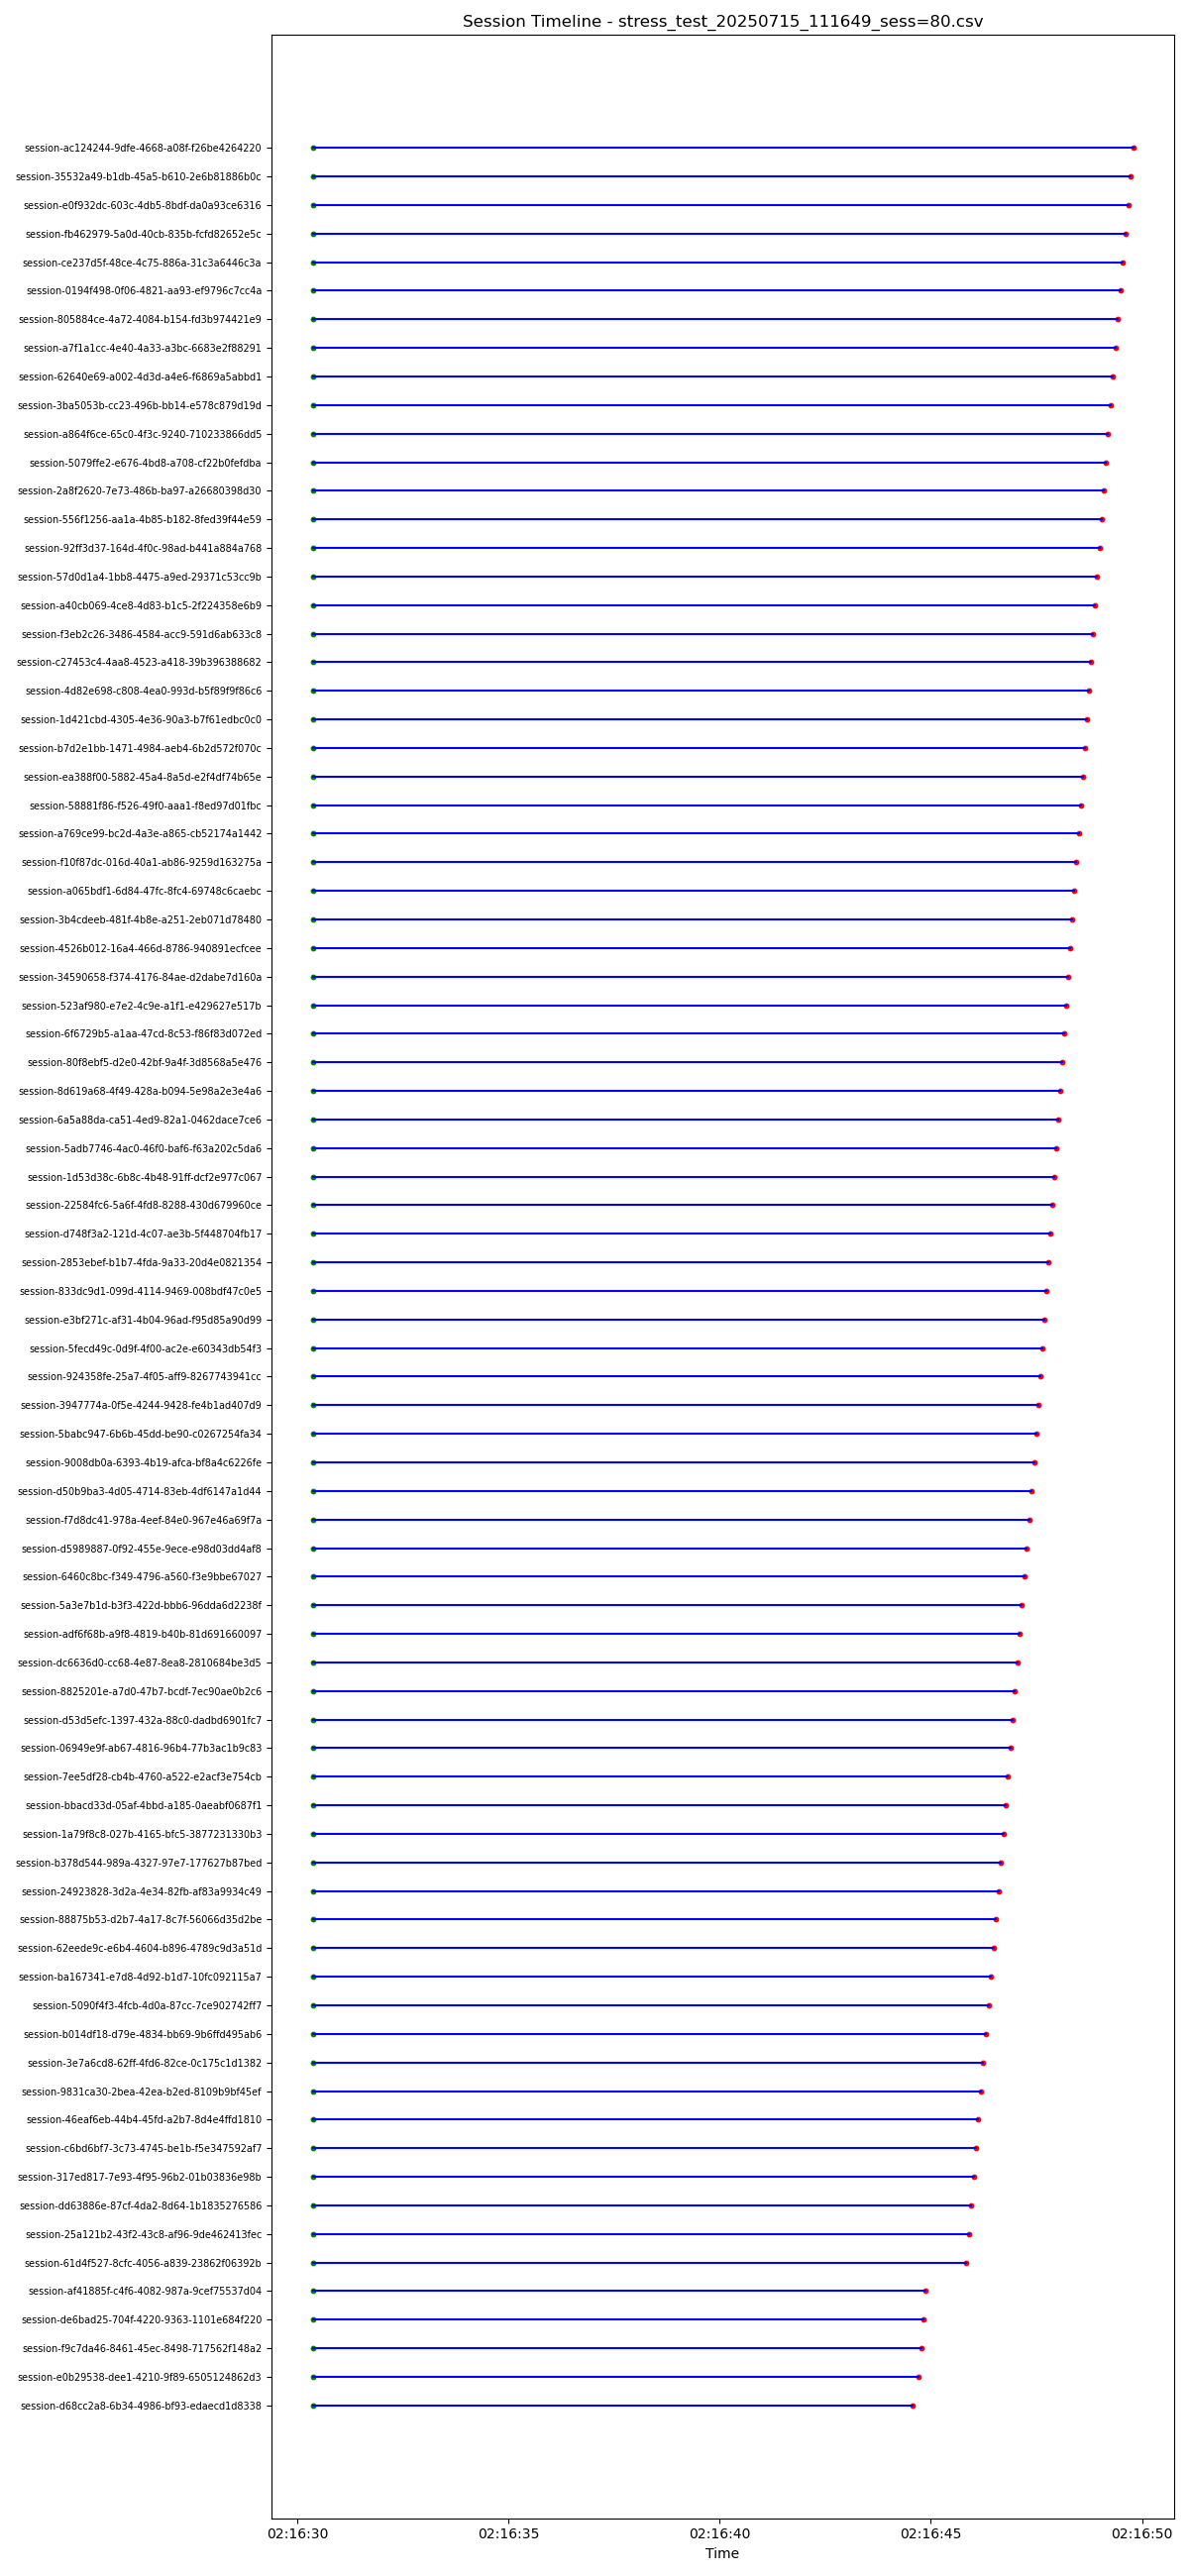 Session Timeline - stress_test_20250715_111649_sess=80.csv
session-ac124244-9dfe-4668-a08f-f26be4264220
session-35532a49-b1db-45a5-b610-2e6b81886b0c
session-e0f932dc-603c-4db5-8bdf-da0a93ce6316
session-fb462979-5a0d-40cb-835b-fcfd82652e5c
session-ce237d5f-48ce-4c75-886a-31c3a6446c3a
session-0194f498-0f06-4821-aa93-ef9796c7cc4a
session-805884ce-4a72-4084-b154-fd3b974421e9
session-a7f1a1cc-4e40-4a33-a3bc-6683e2f88291
session-62640e69-a002-4d3d-a4e6-f6869a5abbd1
session-3ba5053b-cc23-496b-bb14-e578c879d19d
session-a864f6ce-65c0-4f3c-9240-710233866dd5
session-5079ffe2-e676-4bd8-a708-cf22b0fefdba
session-2a8f2620-7e73-486b-ba97-a26680398d30
session-556f1256-aa1a-4b85-b182-8fed39f44e59
session-92ff3d37-164d-4f0c-98ad-b441a884a768
session-57d0d1a4-1bb8-4475-a9ed-29371c53cc9b
session-a40cb069-4ce8-4d83-b1c5-2f224358e6b9
session-f3eb2c26-3486-4584-acc9-591d6ab633c8
session-c27453c4-4aa8-4523-a418-39b396388682
session-4d82e698-c808-4ea0-993d-b5f89f9f86c6
session-1d421cbd-4305-4e36-90a3-b7f61edbc0c0
session-b7d2e1bb-1471-4984-aeb4-6b2d572f070c
session-ea388f00-5882-45a4-8a5d-e2f4df74b65e
session-58881f86-f526-49f0-aaa1-f8ed97d01fbc
session-a769ce99-bc2d-4a3e-a865-cb52174a1442
session-f10f87dc-016d-40a1-ab86-9259d163275a
session-a065bdf1-6d84-47fc-8fc4-69748c6caebc
session-3b4cdeeb-481f-4b8e-a251-2eb071d78480
session-4526b012-16a4-466d-8786-940891ecfcee
session-34590658-f374-4176-84ae-d2dabe7d160a
session-523af980-e7e2-4c9e-a1f1-e429627e517b
session-6f6729b5-a1aa-47cd-8c53-f86f83d072ed
session-80f8ebf5-d2e0-42bf-9a4f-3d8568a5e476
session-8d619a68-4f49-428a-b094-5e98a2e3e4a6
session-6a5a88da-ca51-4ed9-82a1-0462dace7ce6
session-5adb7746-4ac0-46f0-baf6-f63a202c5da6
session-1d53d38c-6b8c-4b48-91ff-dcf2e977c067
session-22584fc6-5a6f-4fd8-8288-430d679960ce
session-d748f3a2-121d-4c07-ae3b-5f448704fb17
session-2853ebef-b1b7-4fda-9a33-20d4e0821354
session-833dc9d1-099d-4114-9469-008bdf47c0e5
session-e3bf271c-af31-4b04-96ad-f95d85a90d99
session-5fecd49c-0d9f-4f00-ac2e-e60343db54f3
session-924358fe-25a7-4f05-aff9-8267743941cc
session-3947774a-0f5e-4244-9428-fe4b1ad407d9
session-5babc947-6b6b-45dd-be90-c0267254fa34
session-9008db0a-6393-4b19-afca-bf8a4c6226fe
session-d50b9ba3-4d05-4714-83eb-4df6147a1d44
session-f7d8dc41-978a-4eef-84e0-967e46a69f7a
session-d5989887-0f92-455e-9ece-e98d03dd4af8
session-6460c8bc-f349-4796-a560-f3e9bbe67027
session-5a3e7b1d-b3f3-422d-bbb6-96dda6d2238f
session-adf6f68b-a9f8-4819-b40b-81d691660097
session-dc6636d0-cc68-4e87-8ea8-2810684be3d5
session-8825201e-a7d0-47b7-bcdf-7ec90ae0b2c6
session-d53d5efc-1397-432a-88c0-dadbd6901fc7
session-06949e9f-ab67-4816-96b4-77b3ac1b9c83
session-7ee5df28-cb4b-4760-a522-e2acf3e754cb
session-bbacd33d-05af-4bbd-a185-0aeabf0687f1
session-1a79f8c8-027b-4165-bfc5-3877231330b3
session-b378d544-989a-4327-97e7-177627b87bed
session-24923828-3d2a-4e34-82fb-af83a9934c49
session-88875b53-d2b7-4a17-8c7f-56066d35d2be
session-62eede9c-e6b4-4604-b896-4789c9d3a51d
session-ba167341-e7d8-4d92-b1d7-10fc092115a7
session-5090f4f3-4fcb-4d0a-87cc-7ce902742ff7
session-b014df18-d79e-4834-bb69-9b6ffd495ab6
session-3e7a6cd8-62ff-4fd6-82ce-0c175c1d1382
session-9831ca30-2bea-42ea-b2ed-8109b9bf45ef
session-46eaf6eb-44b4-45fd-a2b7-8d4e4ffd1810
session-c6bd6bf7-3c73-4745-be1b-f5e347592af7
session-317ed817-7e93-4f95-96b2-01b03836e98b
session-dd63886e-87cf-4da2-8d64-1b1835276586
session-25a121b2-43f2-43c8-af96-9de462413fec
session-61d4f527-8cfc-4056-a839-23862f06392b
session-af41885f-c4f6-4082-987a-9cef75537d04
session-de6bad25-704f-4220-9363-1101e684f220
session-f9c7da46-8461-45ec-8498-717562f148a2
session-e0b29538-dee1-4210-9f89-6505124862d3
session-d68cc2a8-6b34-4986-bf93-edaecd1d8338
02:16:30 02:16:35 02:16:40 02:16:45 02:16:50
Time